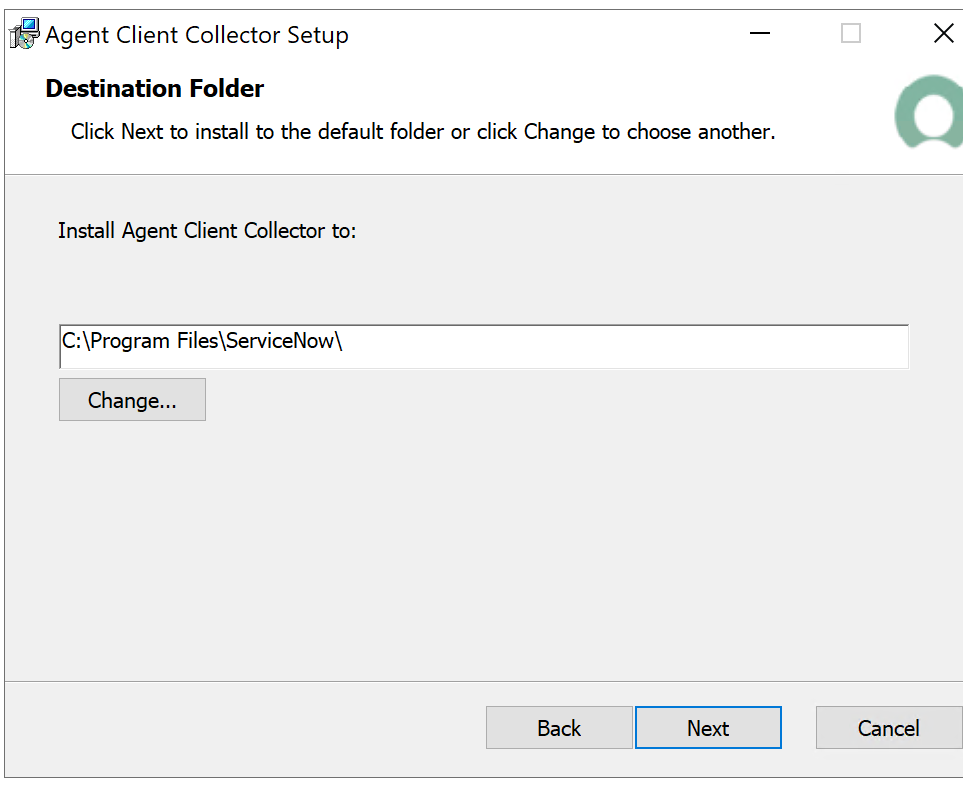 Agent Client Collector Setup
Destination Folder
Click Next to install to the default folder or click Change to choose another.
Install Agent Client Collector to:
C:\Program Files\ServiceNow\
Change...
Back Next Cancel